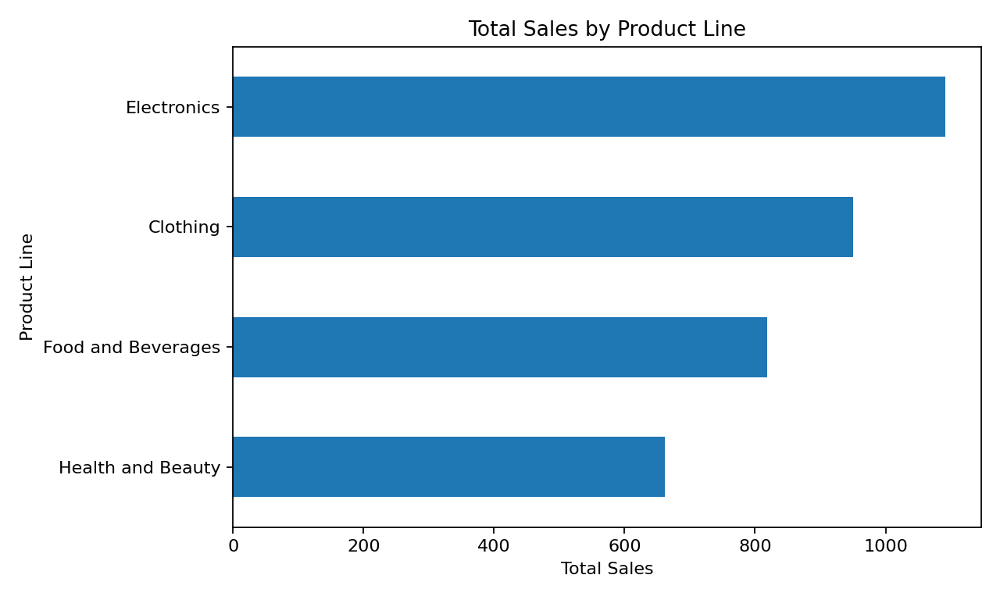 Total Sales by Product Line
Electronics
Clothing
Food and Beverages
Health and Beauty
Product Line
0 200 400 600 800 1000
Total Sales